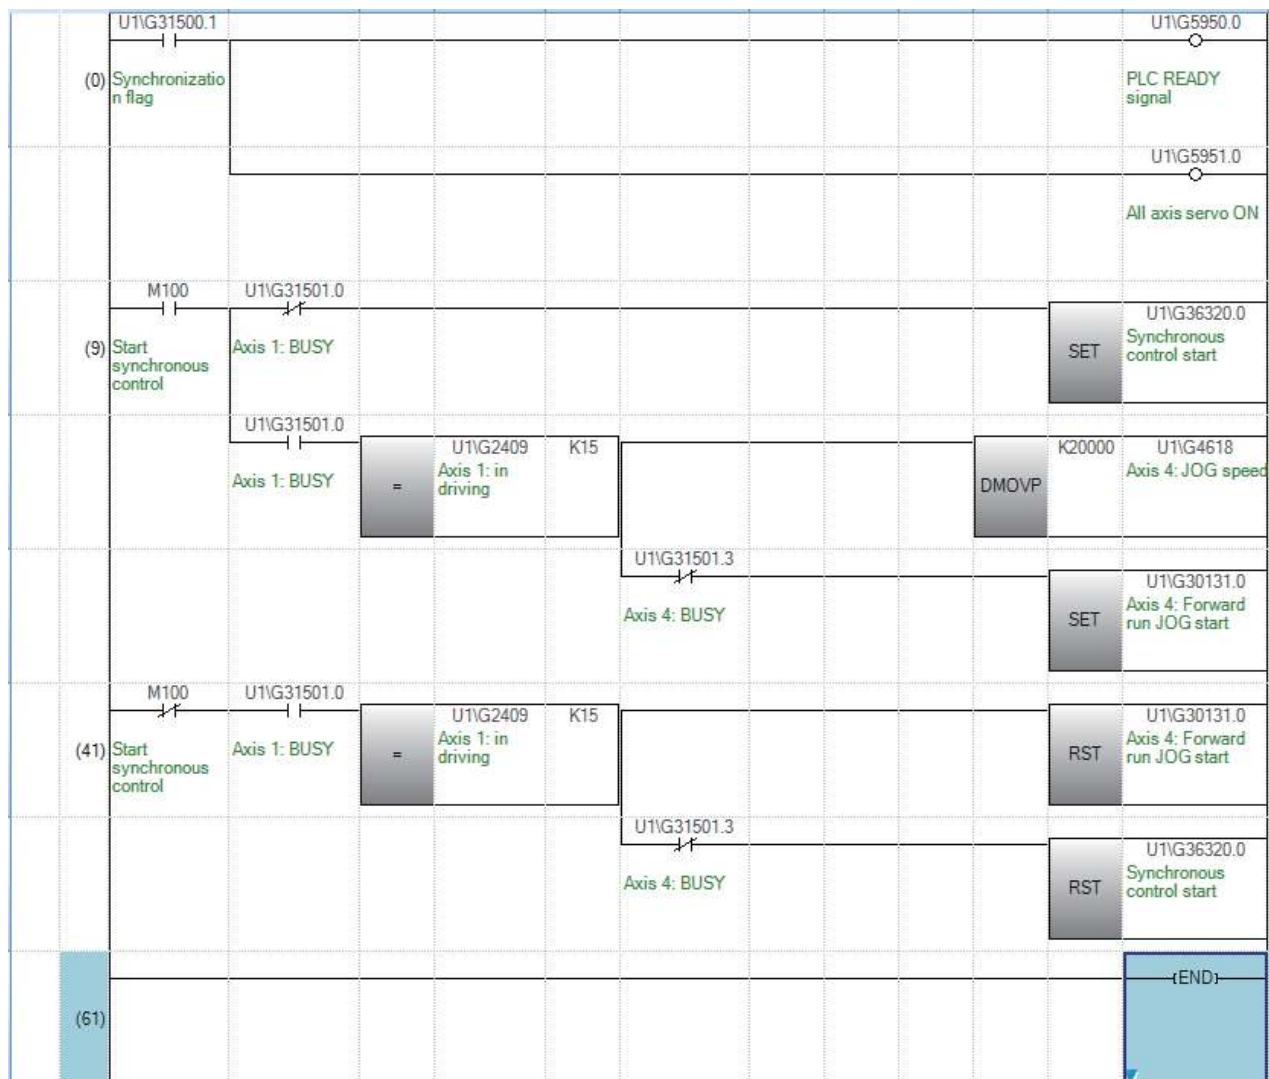 U1\G31500.1
U1\G5950.0
(0)
Synchronizatio
n flag
PLC READY
signal
U1\G5951.0
All axis servo ON
M100
U1\G31501.0
U1\G36320.0
(9)
Start
synchronous
control
Axis 1: BUSY
SET
Synchronous
control start
U1\G31501.0
U1\G2409
K15
K20000
U1\G4618
Axis 1: BUSY
=
Axis 1: in
driving
DMOVP
Axis 4: JOG speed
U1\G31501.3
U1\G30131.0
Axis 4: BUSY
SET
Axis 4: Forward
run JOG start
M100
U1\G31501.0
U1\G2409
K15
U1\G30131.0
(41)
Start
synchronous
control
Axis 1: BUSY
=
Axis 1: in
driving
RST
Axis 4: Forward
run JOG start
U1\G31501.3
U1\G36320.0
Axis 4: BUSY
RST
Synchronous
control start
(61)
[END]